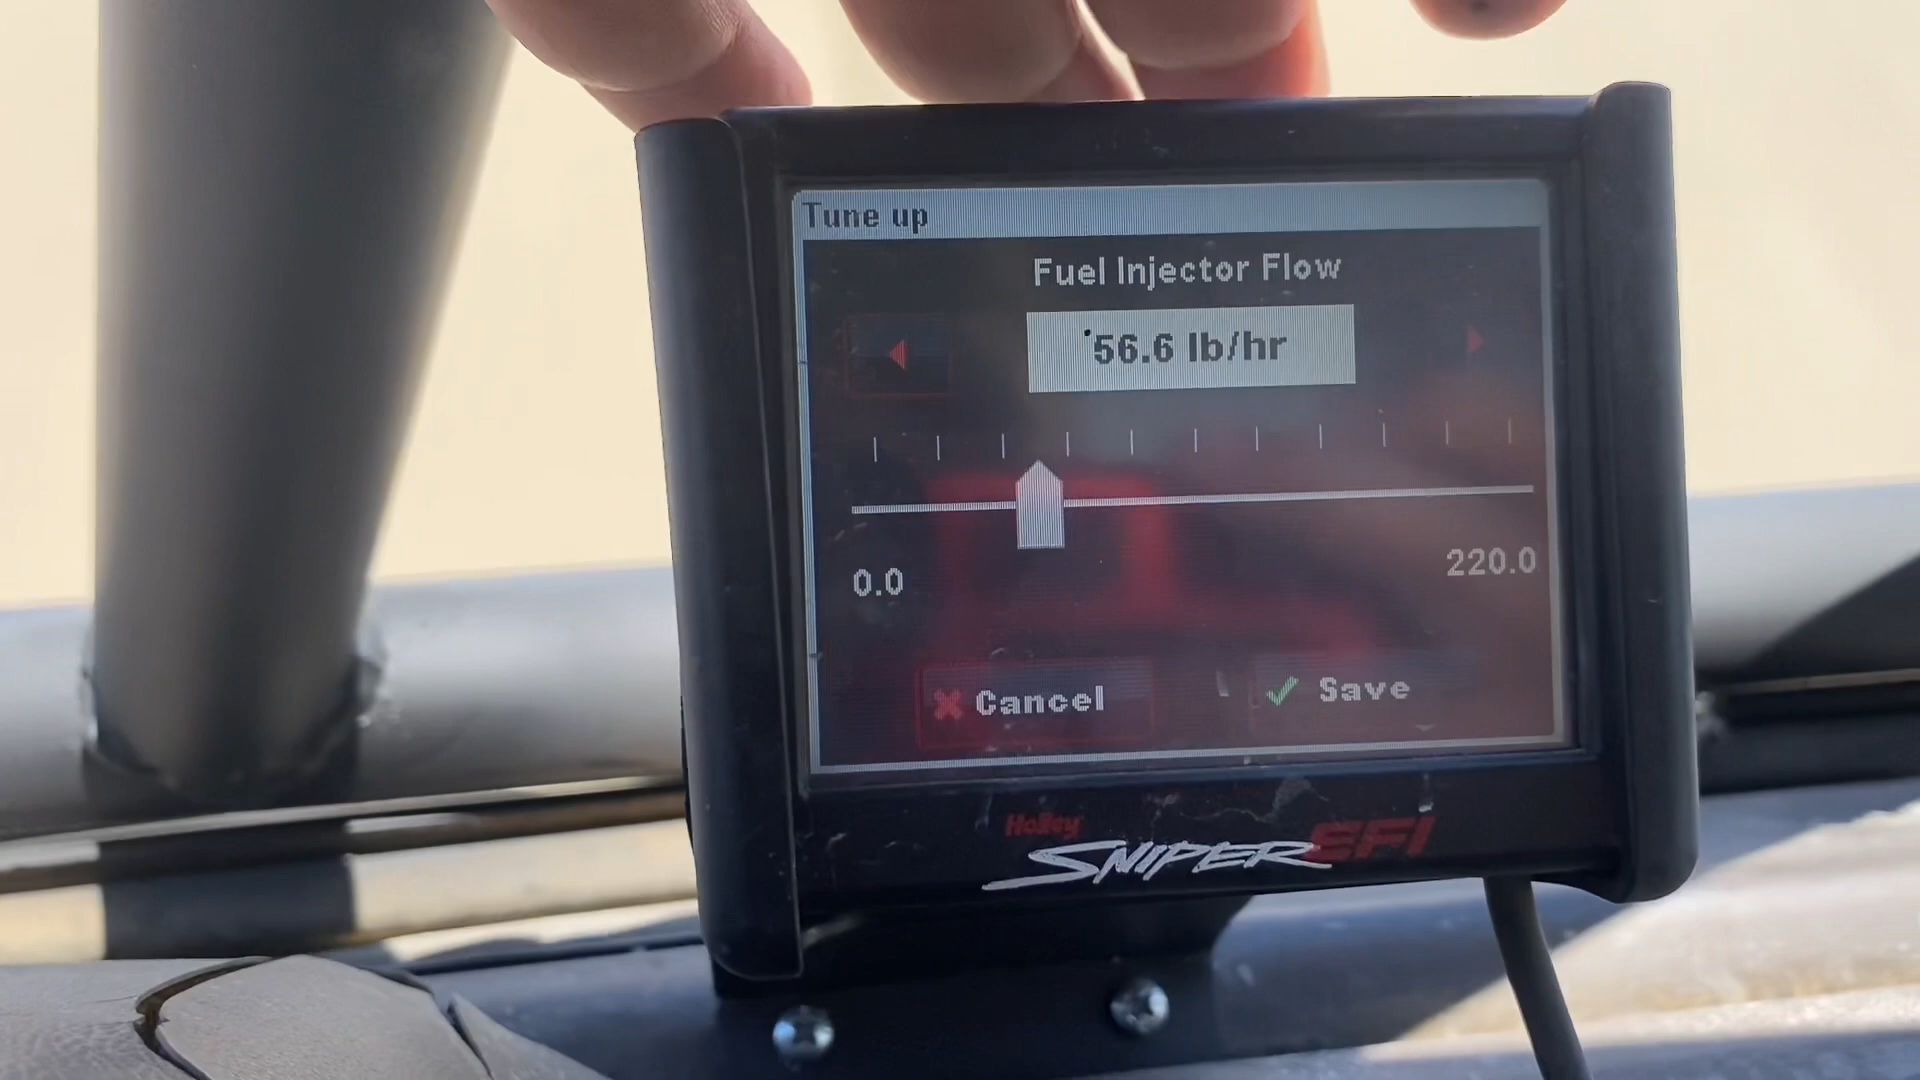 Tune up
Fuel Injector Flow
56.6 lb/hr
0.0
220.0
Cancel
Save
Holley
SNIPER EFI